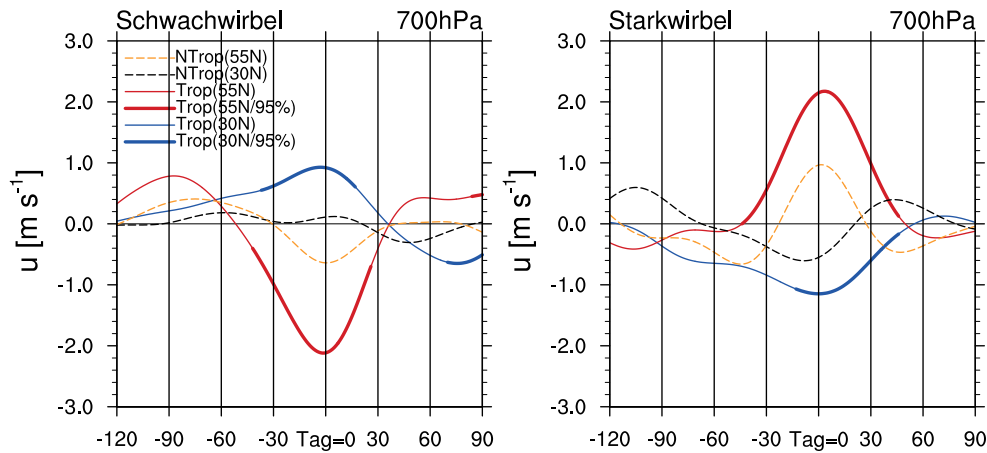 Schwachwirbel 700hPa
3.0
2.0
1.0
0.0
-1.0
-2.0
-3.0
u [m s⁻¹]
NTrop(55N)
NTrop(30N)
Trop(55N)
Trop(55N/95%)
Trop(30N)
Trop(30N/95%)
-120 -90 -60 -30 Tag=0 30 60 90
Starkwirbel 700hPa
3.0
2.0
1.0
0.0
-1.0
-2.0
-3.0
u [m s⁻¹]
-120 -90 -60 -30 Tag=0 30 60 90